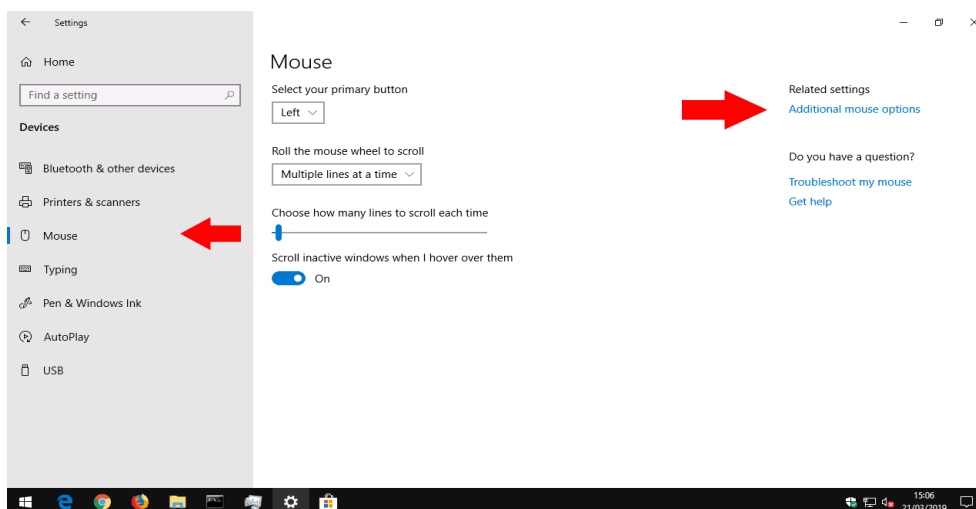 Settings
Home
Find a setting
Devices
Bluetooth & other devices
Printers & scanners
Mouse
Typing
Pen & Windows Ink
AutoPlay
USB
Mouse
Select your primary button
Left
Roll the mouse wheel to scroll
Multiple lines at a time
Choose how many lines to scroll each time
Scroll inactive windows when I hover over them
On
Related settings
Additional mouse options
Do you have a question?
Troubleshoot my mouse
Get help
15:06
21/03/2019